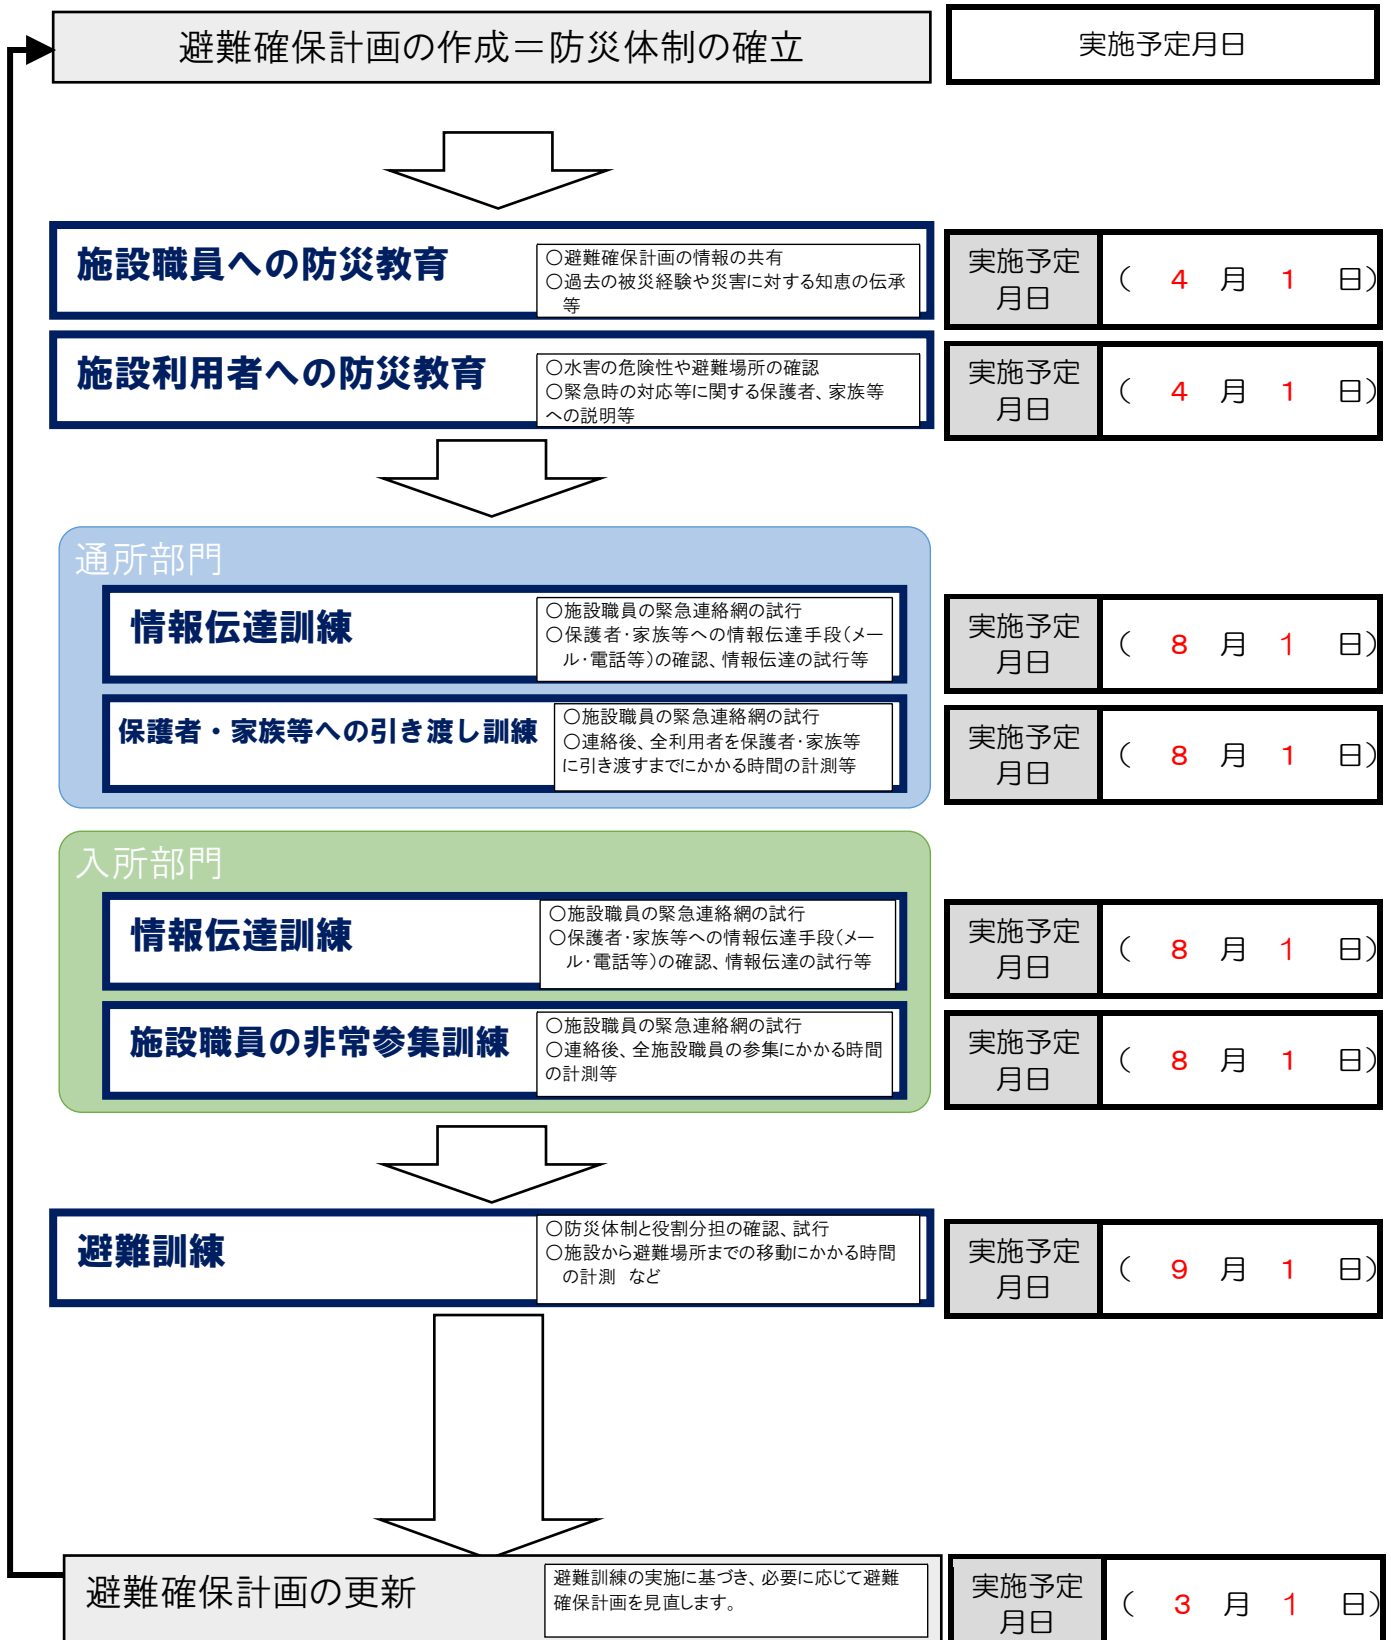 避難確保計画の作成＝防災体制の確立
実施予定月日
施設職員への防災教育
○避難確保計画の情報の共有
○過去の被災経験や災害に対する知恵の伝承
等
実施予定
月日
（ 4 月 1 日）
施設利用者への防災教育
○水害の危険性や避難場所の確認
○緊急時の対応等に関する保護者、家族等
への説明等
実施予定
月日
（ 4 月 1 日）
通所部門
情報伝達訓練
○施設職員の緊急連絡網の試行
○保護者・家族等への情報伝達手段（メー
ル・電話等）の確認、情報伝達の試行等
実施予定
月日
（ 8 月 1 日）
保護者・家族等への引き渡し訓練
○施設職員の緊急連絡網の試行
○連絡後、全利用者を保護者・家族等
に引き渡すまでにかかる時間の計測等
実施予定
月日
（ 8 月 1 日）
入所部門
情報伝達訓練
○施設職員の緊急連絡網の試行
○保護者・家族等への情報伝達手段（メー
ル・電話等）の確認、情報伝達の試行等
実施予定
月日
（ 8 月 1 日）
施設職員の非常参集訓練
○施設職員の緊急連絡網の試行
○連絡後、全施設職員の参集にかかる時間
の計測等
実施予定
月日
（ 8 月 1 日）
避難訓練
○防災体制と役割分担の確認、試行
○施設から避難場所までの移動にかかる時間
の計測 など
実施予定
月日
（ 9 月 1 日）
避難確保計画の更新
避難訓練の実施に基づき、必要に応じて避難
確保計画を見直します。
実施予定
月日
（ 3 月 1 日）